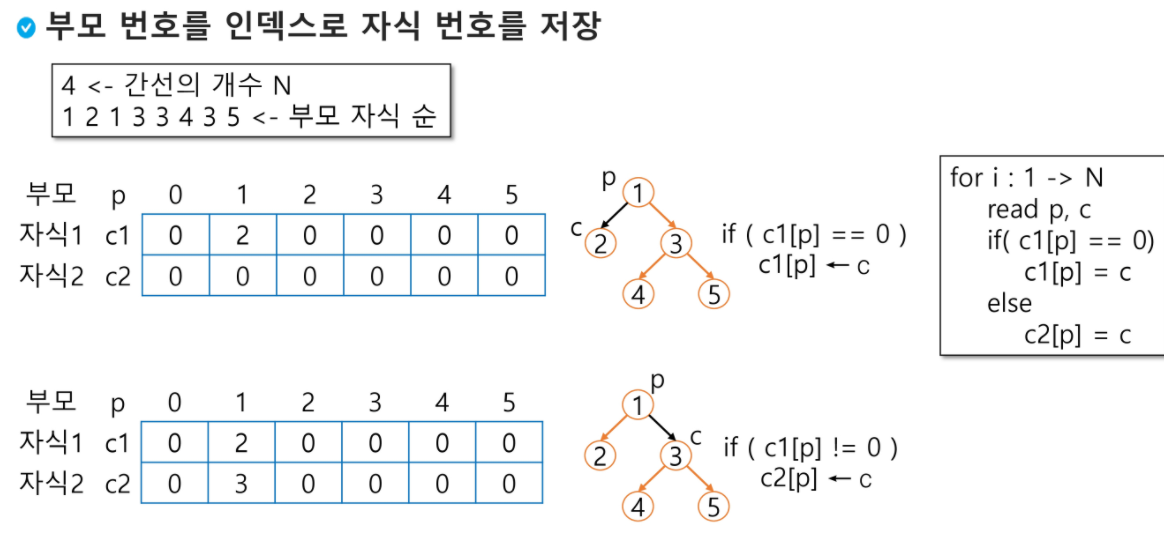 부모 번호를 인덱스로 자식 번호를 저장
4 <- 간선의 개수 N
1 2 1 3 3 4 3 5 <- 부모 자식 순
부모 p 0 1 2 3 4 5
자식1 c1 0 2 0 0 0 0
자식2 c2 0 0 0 0 0 0
p
1
c
2
3
4
5
if ( c1[p] == 0 )
c1[p] ← c
for i : 1 -> N
read p, c
if( c1[p] == 0)
c1[p] = c
else
c2[p] = c
부모 p 0 1 2 3 4 5
자식1 c1 0 2 0 0 0 0
자식2 c2 0 3 0 0 0 0
p
1
c
2
3
4
5
if ( c1[p] != 0 )
c2[p] ← c